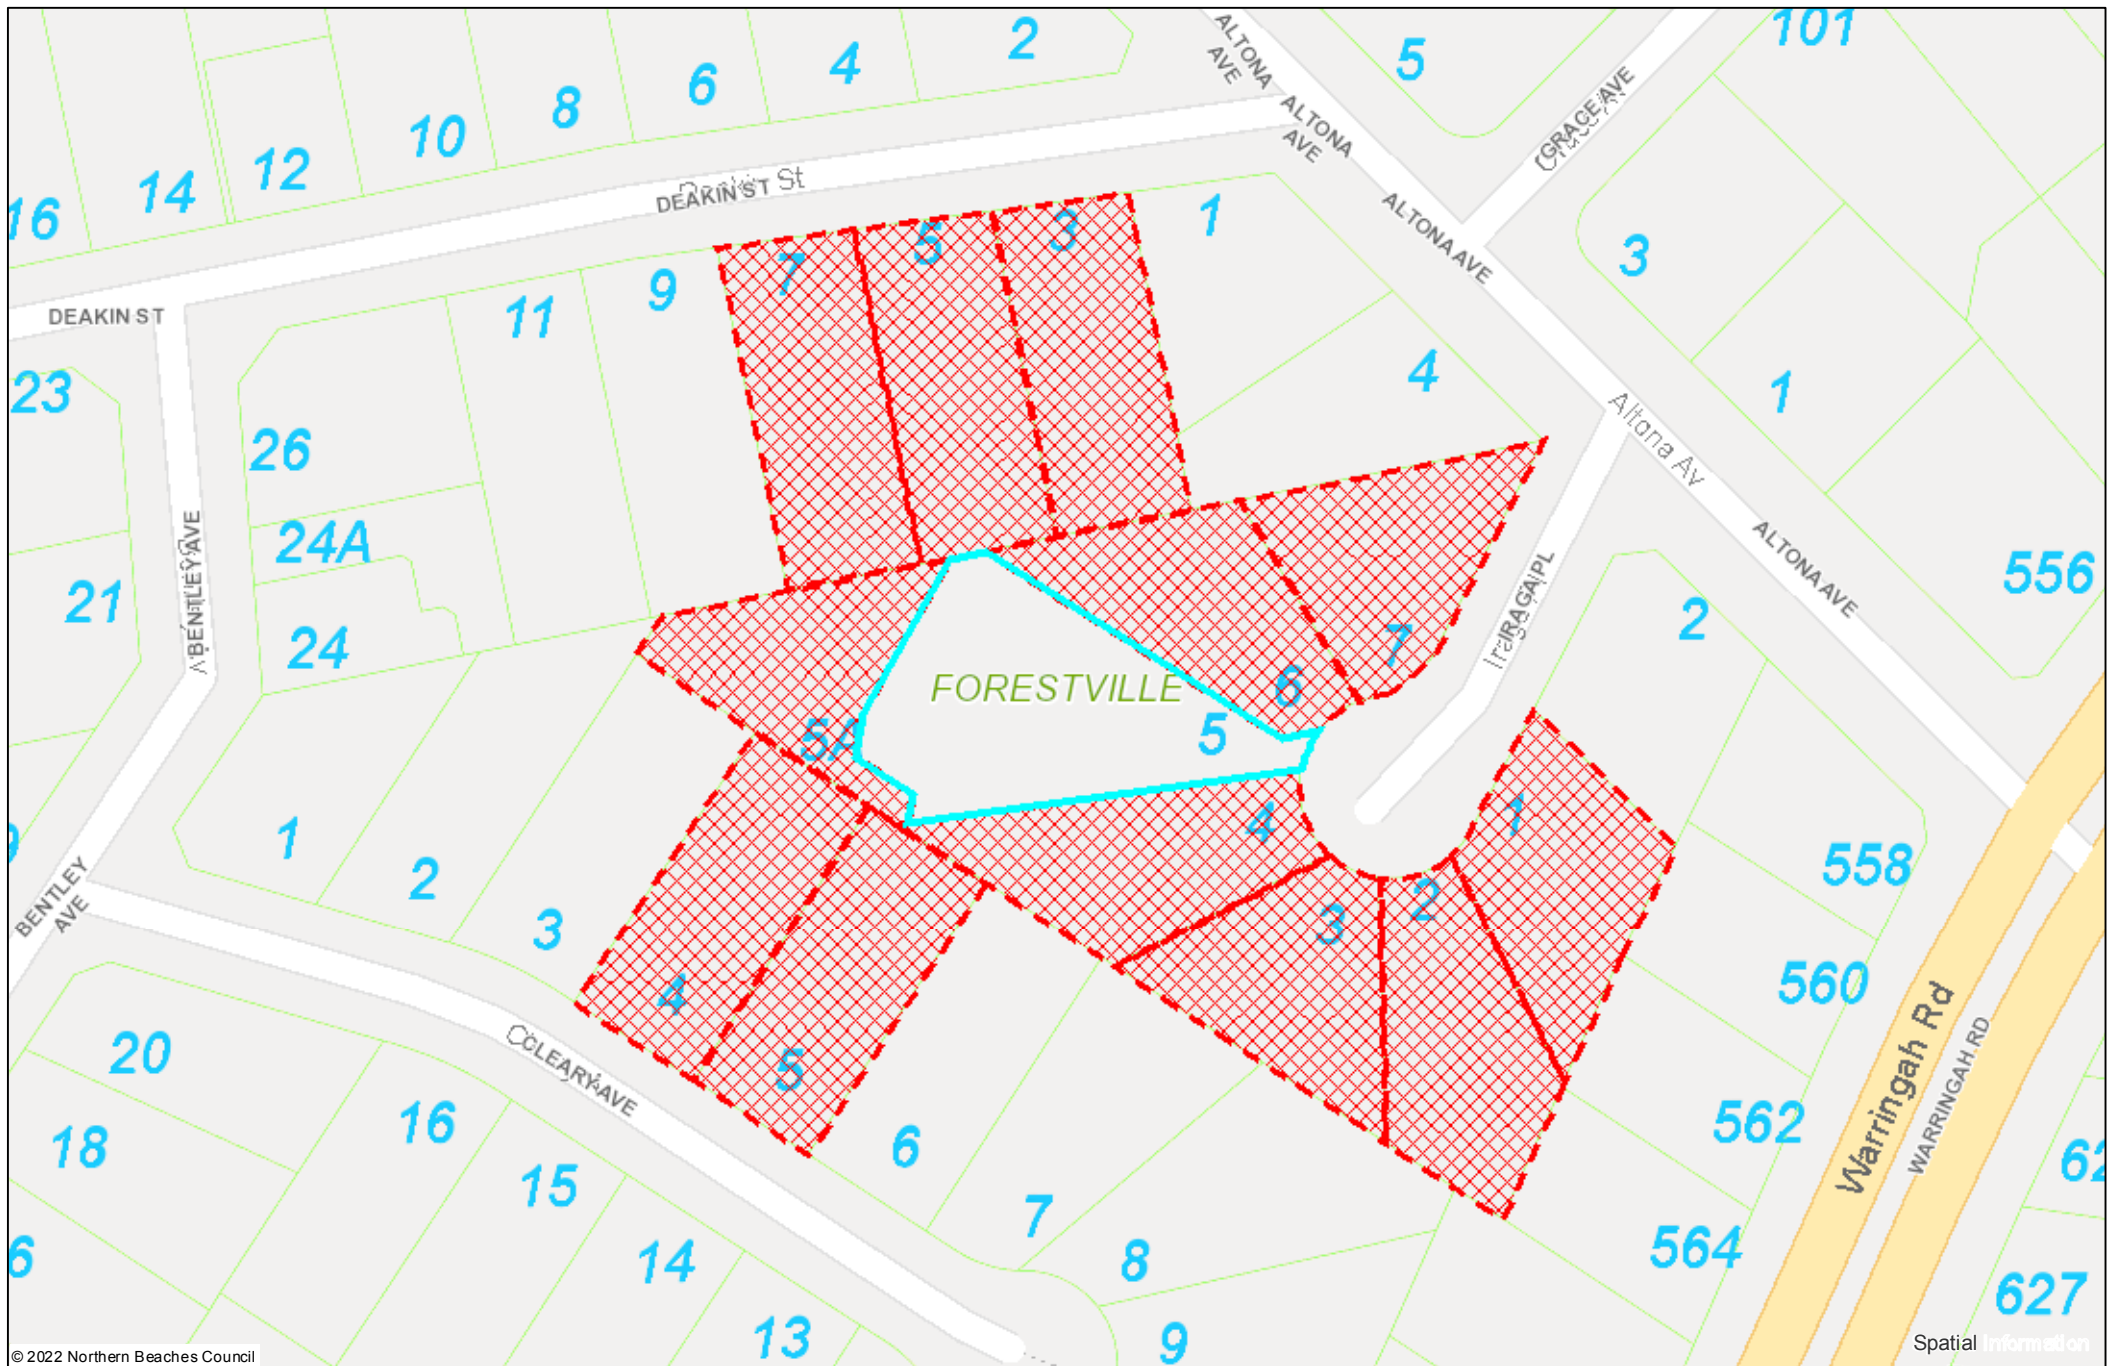 101
5
2
4
6
8
10
12
14
16
ALTONA
AVE
ALTONA
AVE
GRACE AVE
DEAKIN ST
ALTONA AVE
1
3
3
5
7
9
11
DEAKIN ST
23
26
4
1
Altona Av
24A
21
24
BENTLEY AVE
556
ALTONA AVE
IRAGA PL
2
7
6
FORESTVILLE
5
5A
4
1
1
2
3
558
2
3
560
BENTLEY
AVE
4
5
Warringah Rd
WARRINGAH RD
CLEARY AVE
20
18
16
15
14
13
6
7
8
9
562
564
62
627
6
© 2022 Northern Beaches Council
Spatial Information